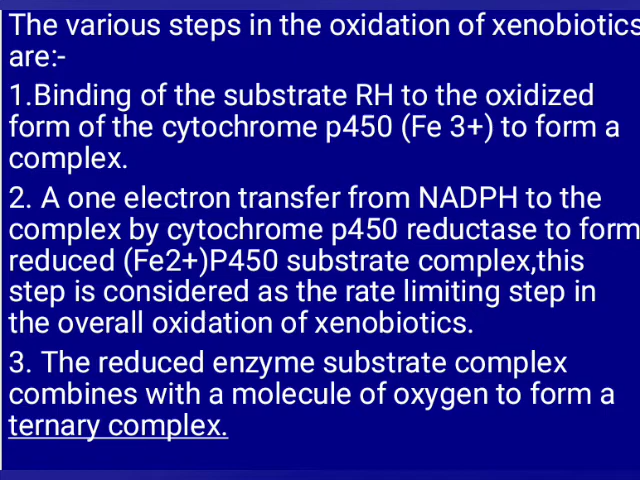 The various steps in the oxidation of xenobiotics
are:-
1.Binding of the substrate RH to the oxidized
form of the cytochrome p450 (Fe 3+) to form a
complex.
2. A one electron transfer from NADPH to the
complex by cytochrome p450 reductase to form
reduced (Fe2+)P450 substrate complex,this
step is considered as the rate limiting step in
the overall oxidation of xenobiotics.
3. The reduced enzyme substrate complex
combines with a molecule of oxygen to form a
ternary complex.